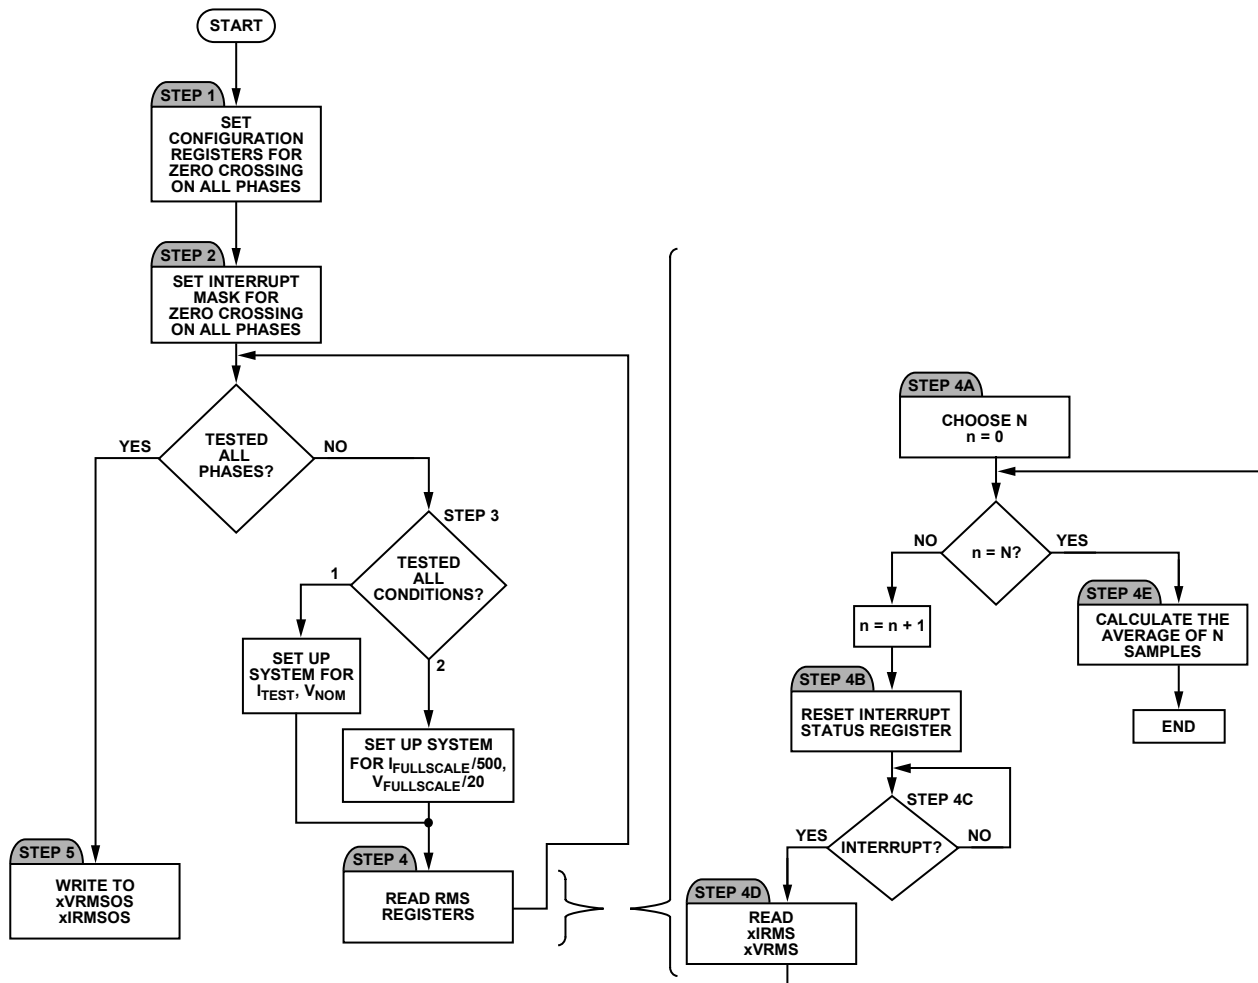 START
STEP 1
SET
CONFIGURATION
REGISTERS FOR
ZERO CROSSING
ON ALL PHASES
STEP 2
SET INTERRUPT
MASK FOR
ZERO CROSSING
ON ALL PHASES
YES
TESTED
ALL
PHASES?
NO
STEP 3
TESTED
ALL
CONDITIONS?
1
2
SET UP
SYSTEM FOR
ITEST, VNOM
SET UP SYSTEM
FOR IFULLSCALE/500,
VFULLSCALE/20
STEP 5
WRITE TO
xVRMSOS
xIRMSOS
STEP 4
READ RMS
REGISTERS
STEP 4A
CHOOSE N
n = 0
NO
n = N?
YES
n = n + 1
STEP 4E
CALCULATE THE
AVERAGE OF N
SAMPLES
END
STEP 4B
RESET INTERRUPT
STATUS REGISTER
STEP 4C
YES
INTERRUPT?
NO
STEP 4D
READ
xIRMS
xVRMS